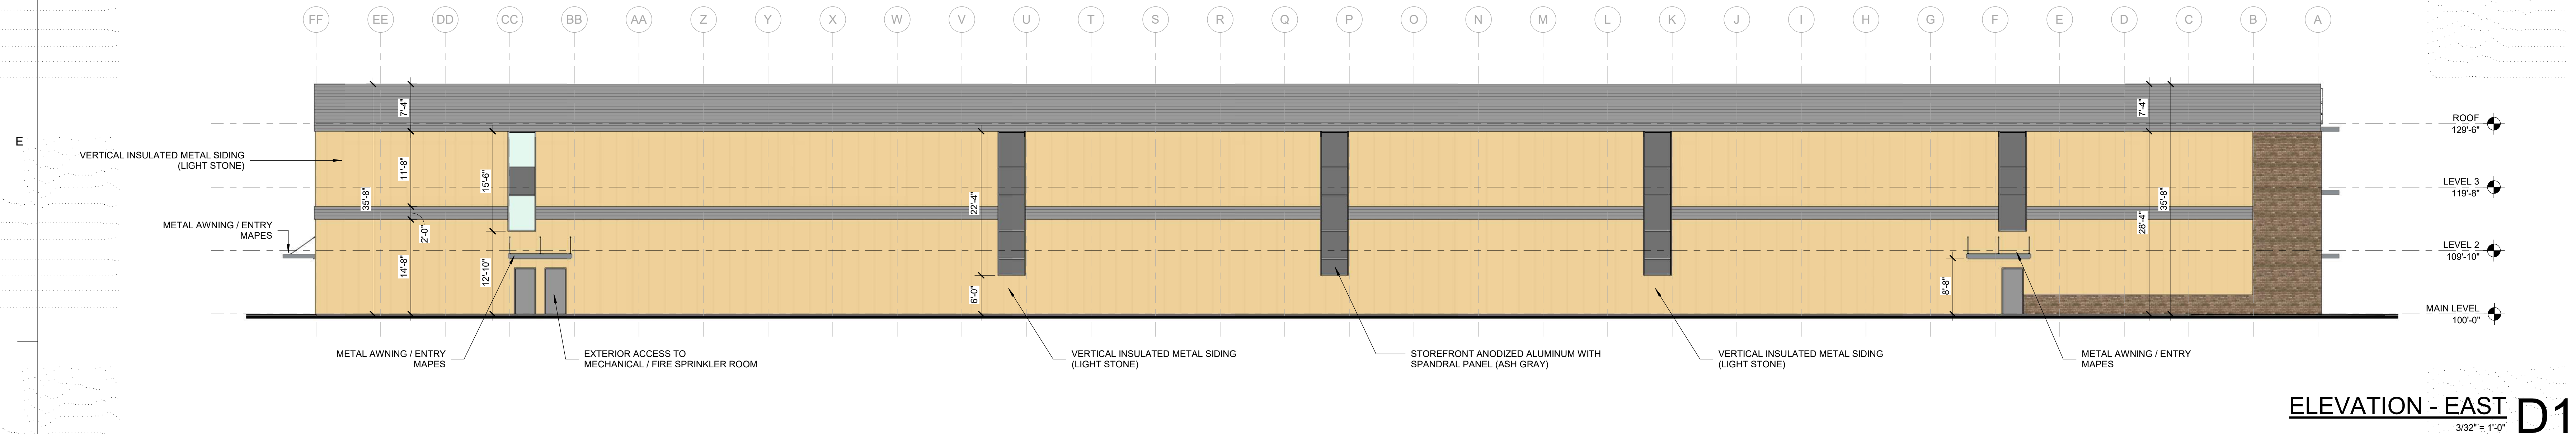 FF EE DD CC BB AA Z Y X W V U T S R Q P O N M L K J I H G F E D C B A
E
7'-4"
7'-4"
ROOF
129'-6"
VERTICAL INSULATED METAL SIDING
(LIGHT STONE)
11'-8"
15'-6"
35'-8"
22'-4"
35'-8"
28'-4"
LEVEL 3
119'-8"
METAL AWNING / ENTRY
MAPES
2'-0"
14'-8"
12'-10"
6'-0"
8'-8"
LEVEL 2
109'-10"
MAIN LEVEL
100'-0"
METAL AWNING / ENTRY
MAPES
EXTERIOR ACCESS TO
MECHANICAL / FIRE SPRINKLER ROOM
VERTICAL INSULATED METAL SIDING
(LIGHT STONE)
STOREFRONT ANODIZED ALUMINUM WITH
SPANDRAL PANEL (ASH GRAY)
VERTICAL INSULATED METAL SIDING
(LIGHT STONE)
METAL AWNING / ENTRY
MAPES
ELEVATION - EAST
3/32" = 1'-0"
D1